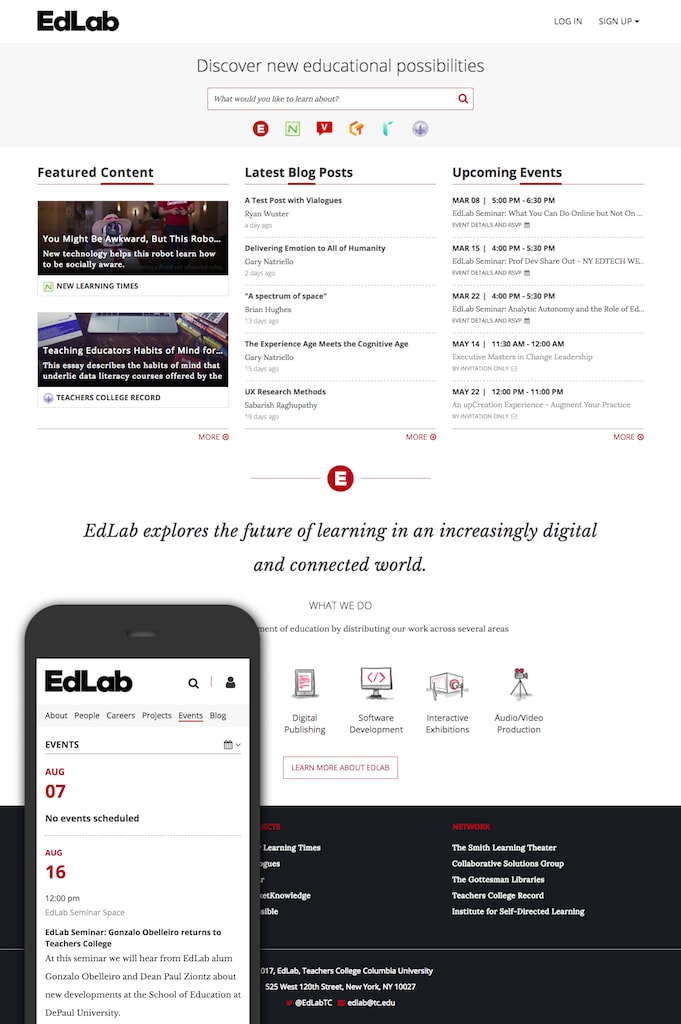 EdLab
LOG IN
SIGN UP
Discover new educational possibilities
What would you like to learn about?
E
N
V
Featured Content
You Might be Awkward, But This Robo...
New technology helps this robot learn how
to be socially aware.
N NEW LEARNING TIMES
Teaching Educators Habits of Mind for...
This essay describes the habits of mind that
underlie data literacy courses offered by the
TEACHERS COLLEGE RECORD
MORE
Latest Blog Posts
A Test Post with Vialogues
Ryan Wuster
a day ago
Delivering Emotion to All of Humanity
Gary Natriello
2 days ago
"A spectrum of space"
Brian Hughes
13 days ago
The Experience Age Meets the Cognitive Age
Gary Natriello
15 days ago
UX Research Methods
Sabarish Raghupathy
19 days ago
MORE
Upcoming Events
MAR 08 | 5:00 PM - 6:30 PM
EdLab Seminar: What You Can Do Online but Not On ...
EVENT DETAILS AND RSVP
MAR 15 | 4:00 PM - 5:30 PM
EdLab Seminar: Prof Dev Share Out - NY EDTECH WE...
EVENT DETAILS AND RSVP
MAR 22 | 4:00 PM - 5:30 PM
EdLab Seminar: Analytic Autonomy and the Role of Ed...
EVENT DETAILS AND RSVP
MAY 14 | 11:30 AM - 12:00 AM
Executive Masters in Change Leadership
BY INVITATION ONLY
MAY 22 | 12:00 PM - 11:00 PM
An upCreation Experience - Augment Your Practice
BY INVITATION ONLY
MORE
E
EdLab explores the future of learning in an increasingly digital
and connected world.
WHAT WE DO
of education by distributing our work across several areas
Digital
Publishing
Software
Development
Interactive
Exhibitions
Audio/Video
Production
LEARN MORE ABOUT EDLAB
EdLab
About People Careers Projects Events Blog
EVENTS
AUG
07
No events scheduled
AUG
16
12:00 pm
EdLab Seminar Space
EdLab Seminar: Gonzalo Obelleiro returns to
Teachers College
At this seminar we will hear from EdLab alum
Gonzalo Obelleiro and Dean Paul Ziontz about
new developments at the School of Education at
DePaul University.
Learning Times
NETWORK
The Smith Learning Theater
Collaborative Solutions Group
The Gottesman Libraries
Teachers College Record
Institute for Self-Directed Learning
017, EdLab, Teachers College Columbia University
525 West 120th Street, New York, NY 10027
@EdLabTC edlab@tc.edu